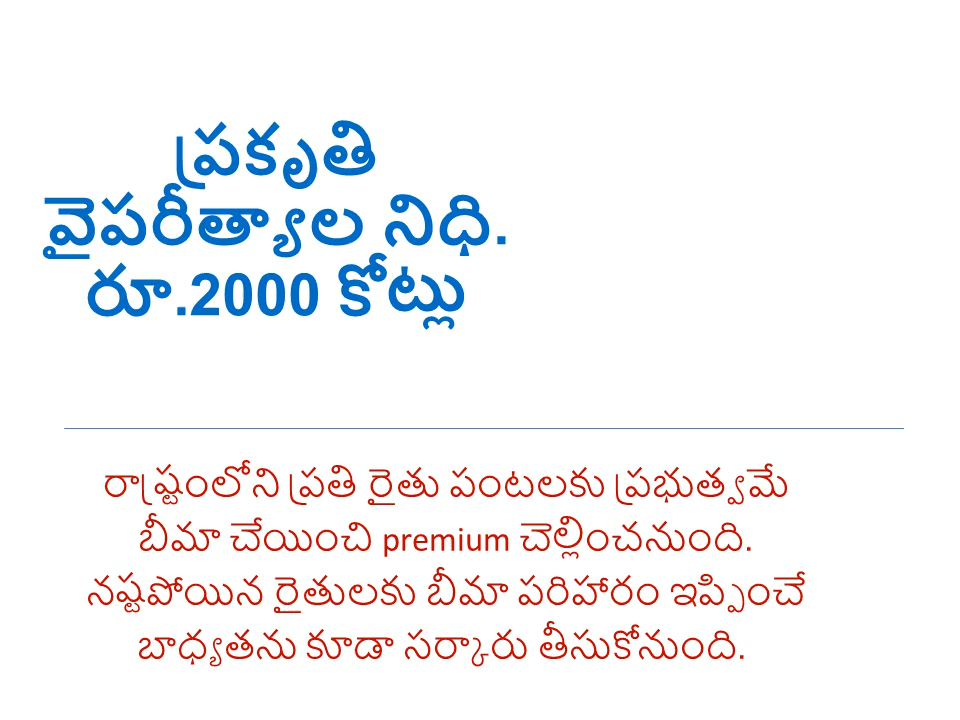 ప్రకృతి
వైపరీత్యాల నిధి.
రూ.2000 కోట్లు
రాష్ట్రంలోని ప్రతి రైతు పంటలకు ప్రభుత్వమే
బీమా చేయించి premium చెల్లించనుంది.
నష్టపోయిన రైతులకు బీమా పరిహారం ఇప్పించే
బాధ్యతను కూడా సర్కారు తీసుకోనుంది.